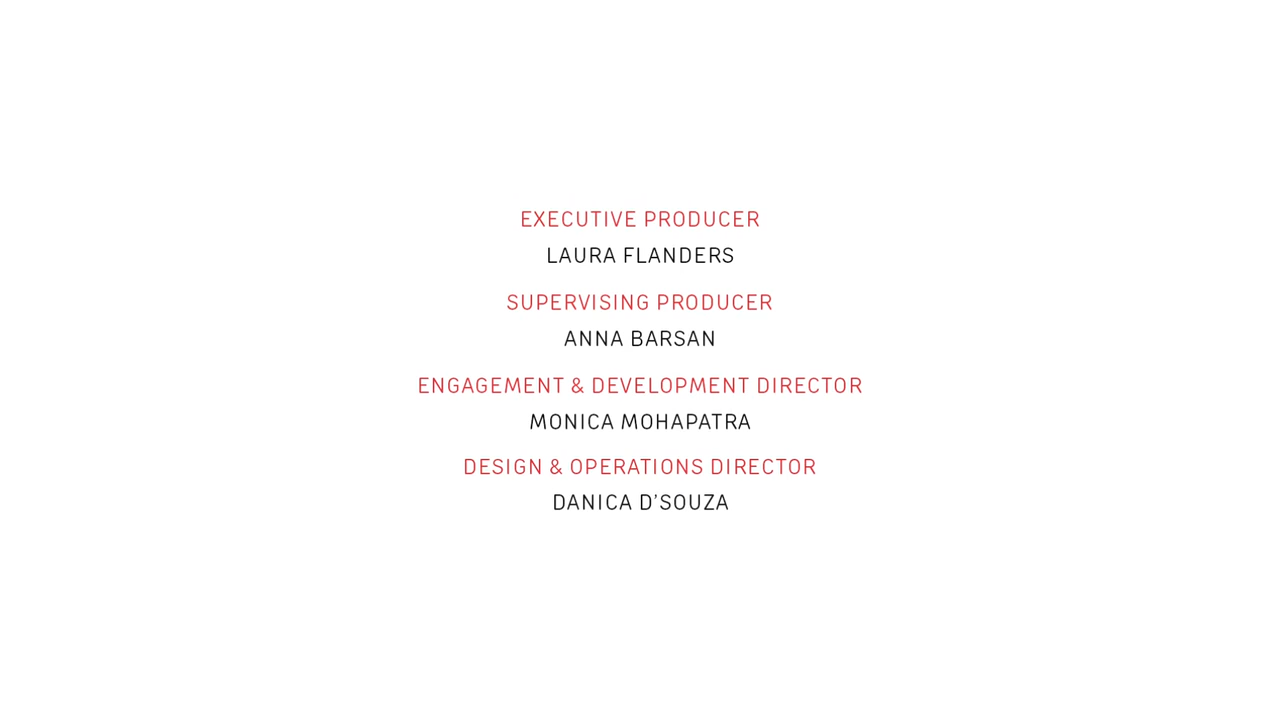 EXECUTIVE PRODUCER
LAURA FLANDERS
SUPERVISING PRODUCER
ANNA BARSAN
ENGAGEMENT & DEVELOPMENT DIRECTOR
MONICA MOHAPATRA
DESIGN & OPERATIONS DIRECTOR
DANICA D’SOUZA